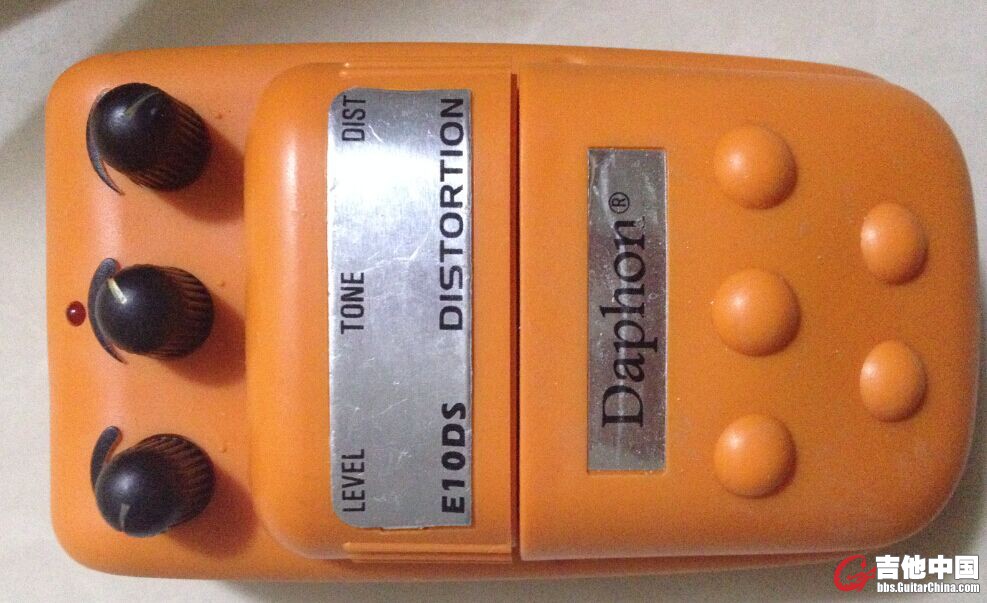 LEVEL TONE DIST
E10DS DISTORTION
Daphon®
吉他中国
bbs.GuitarChina.com